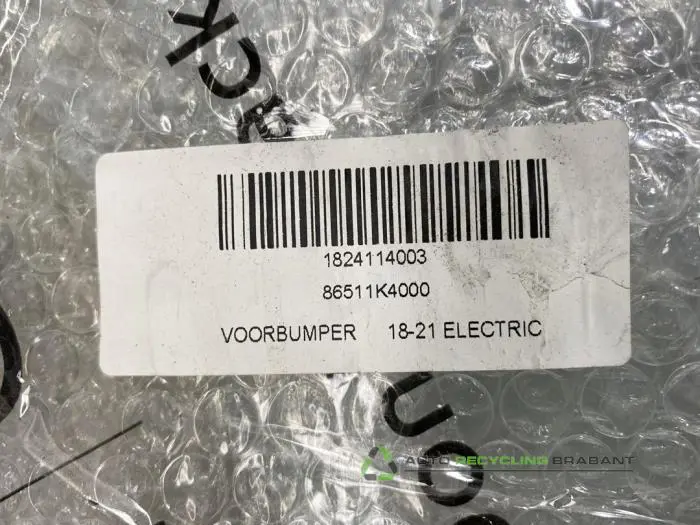 1824114003
86511K4000
VOORBUMPER 18-21 ELECTRIC
AUTO RECYCLING BRABANT